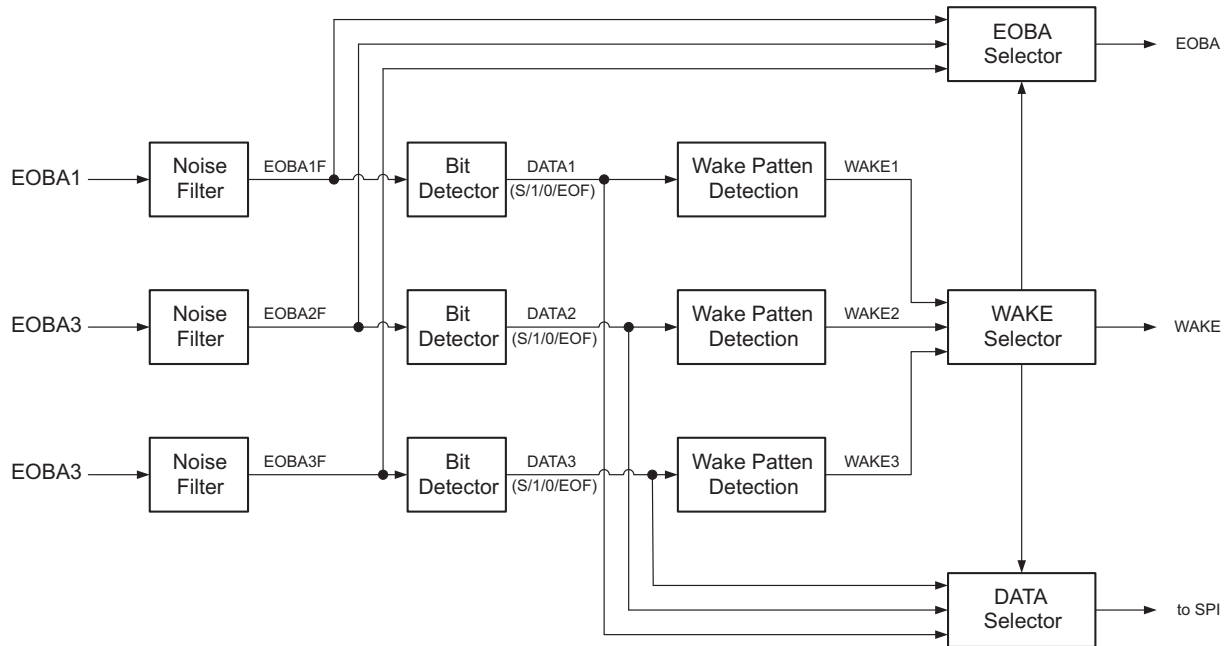 EOBA
Selector
EOBA
EOBA1
Noise
Filter
EOBA1F
Bit
Detector
DATA1
(S/1/0/EOF)
Wake Patten
Detection
WAKE1
EOBA3
Noise
Filter
EOBA2F
Bit
Detector
DATA2
(S/1/0/EOF)
Wake Patten
Detection
WAKE2
WAKE
Selector
WAKE
EOBA3
Noise
Filter
EOBA3F
Bit
Detector
DATA3
(S/1/0/EOF)
Wake Patten
Detection
WAKE3
DATA
Selector
to SPI